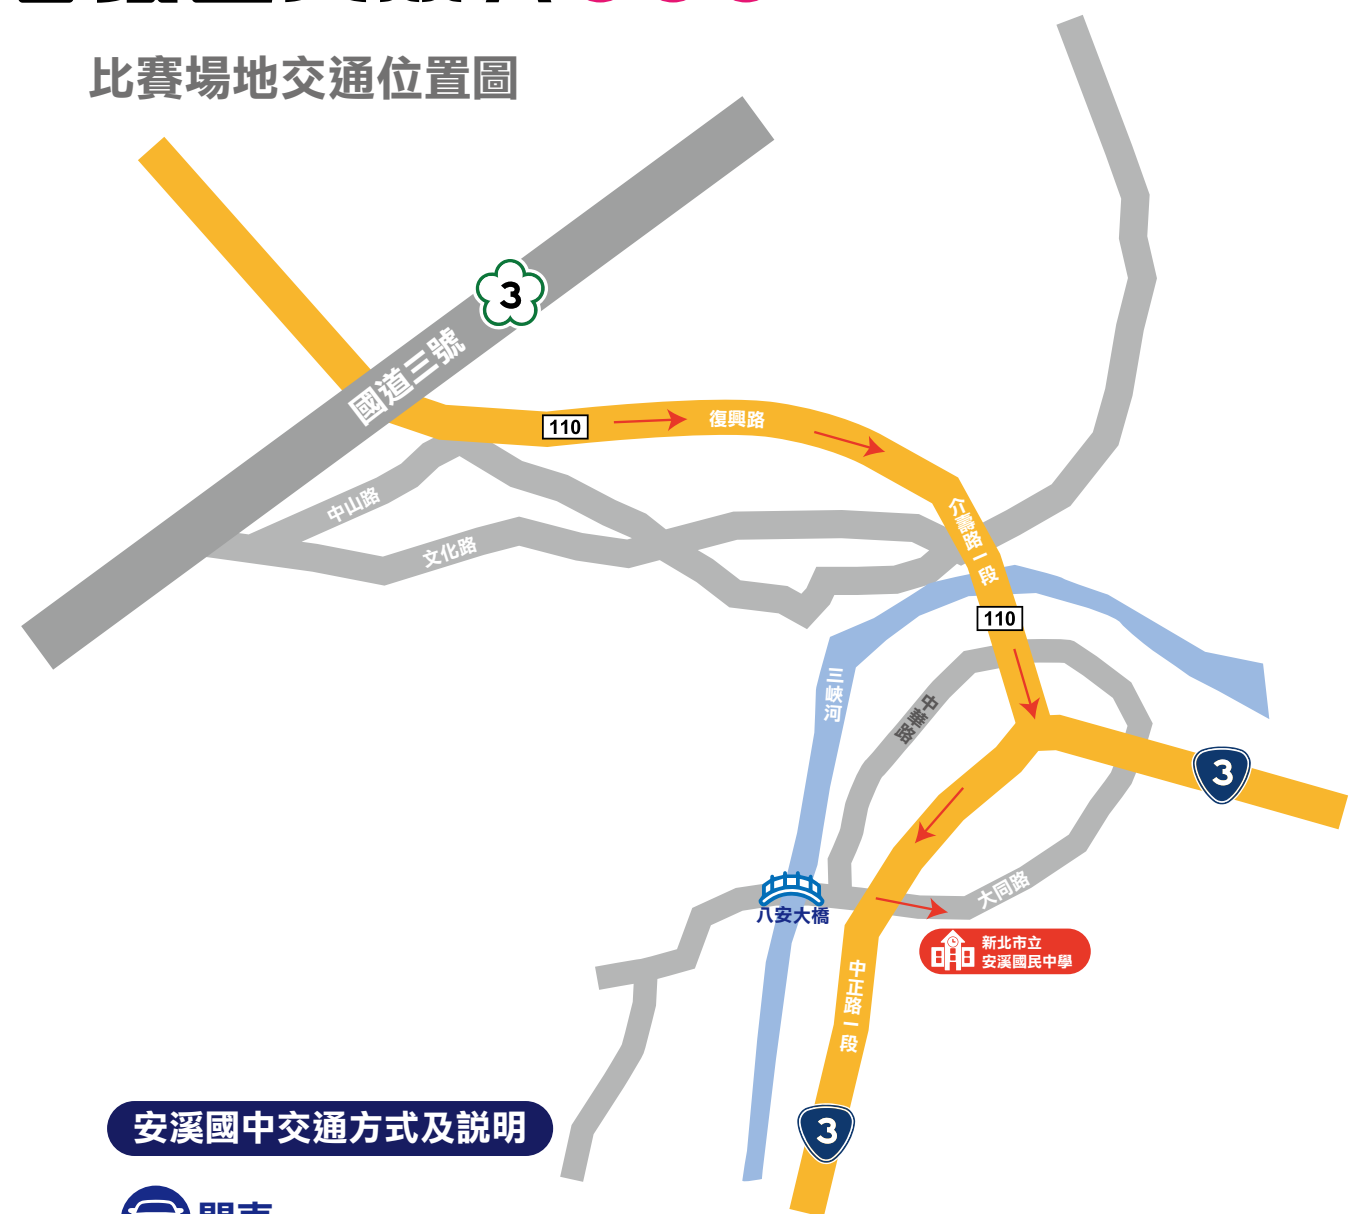 比賽場地交通位置圖
3
國道三號
110
復興路
介壽路一段
中山路
文化路
110
三峽河
中華路
3
大同路
八安大橋
新北市立
安溪國民中學
中正路一段
3
安溪國中交通方式及説明
開車